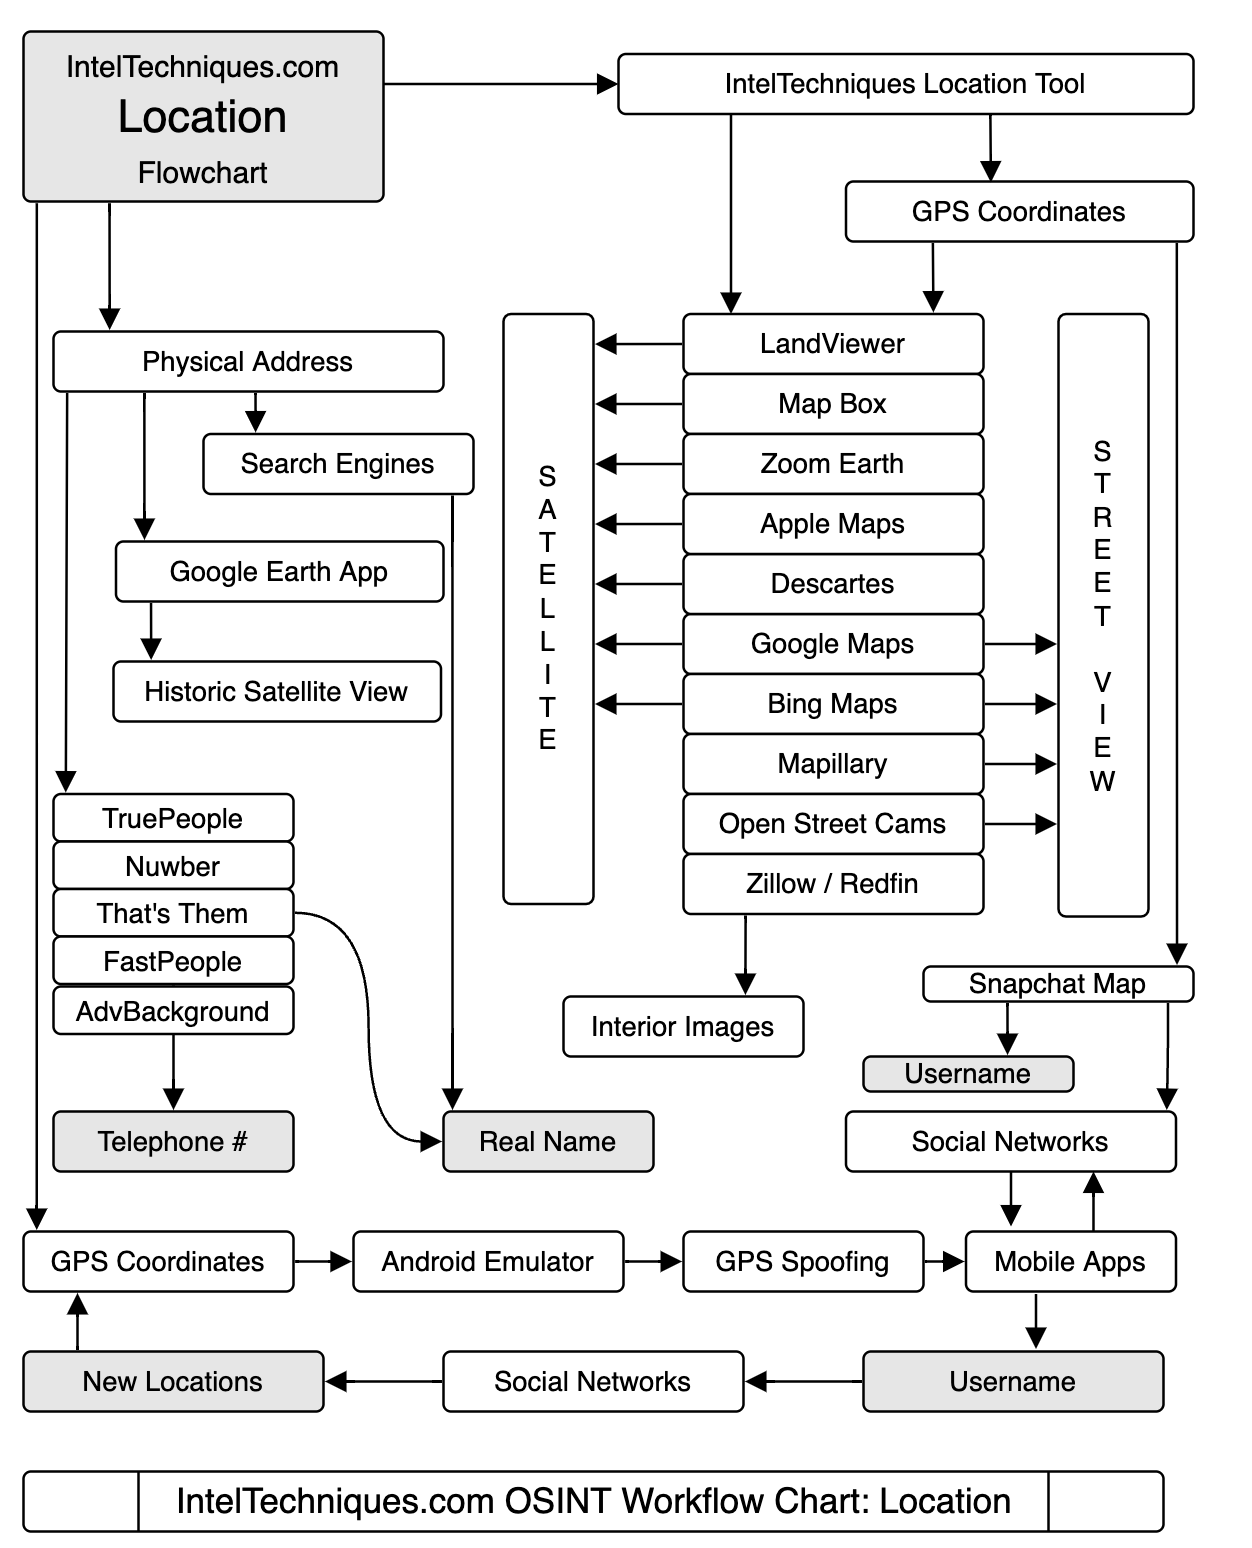 IntelTechniques.com
Location
Flowchart
IntelTechniques Location Tool
GPS Coordinates
Physical Address
Search Engines
Google Earth App
Historic Satellite View
SATELLITE
LandViewer
Map Box
Zoom Earth
Apple Maps
Descartes
Google Maps
Bing Maps
Mapillary
Open Street Cams
Zillow / Redfin
STREET VIEW
TruePeople
Nuwber
That's Them
FastPeople
AdvBackground
Interior Images
Snapchat Map
Username
Telephone #
Real Name
Social Networks
GPS Coordinates
Android Emulator
GPS Spoofing
Mobile Apps
New Locations
Social Networks
Username
IntelTechniques.com OSINT Workflow Chart: Location